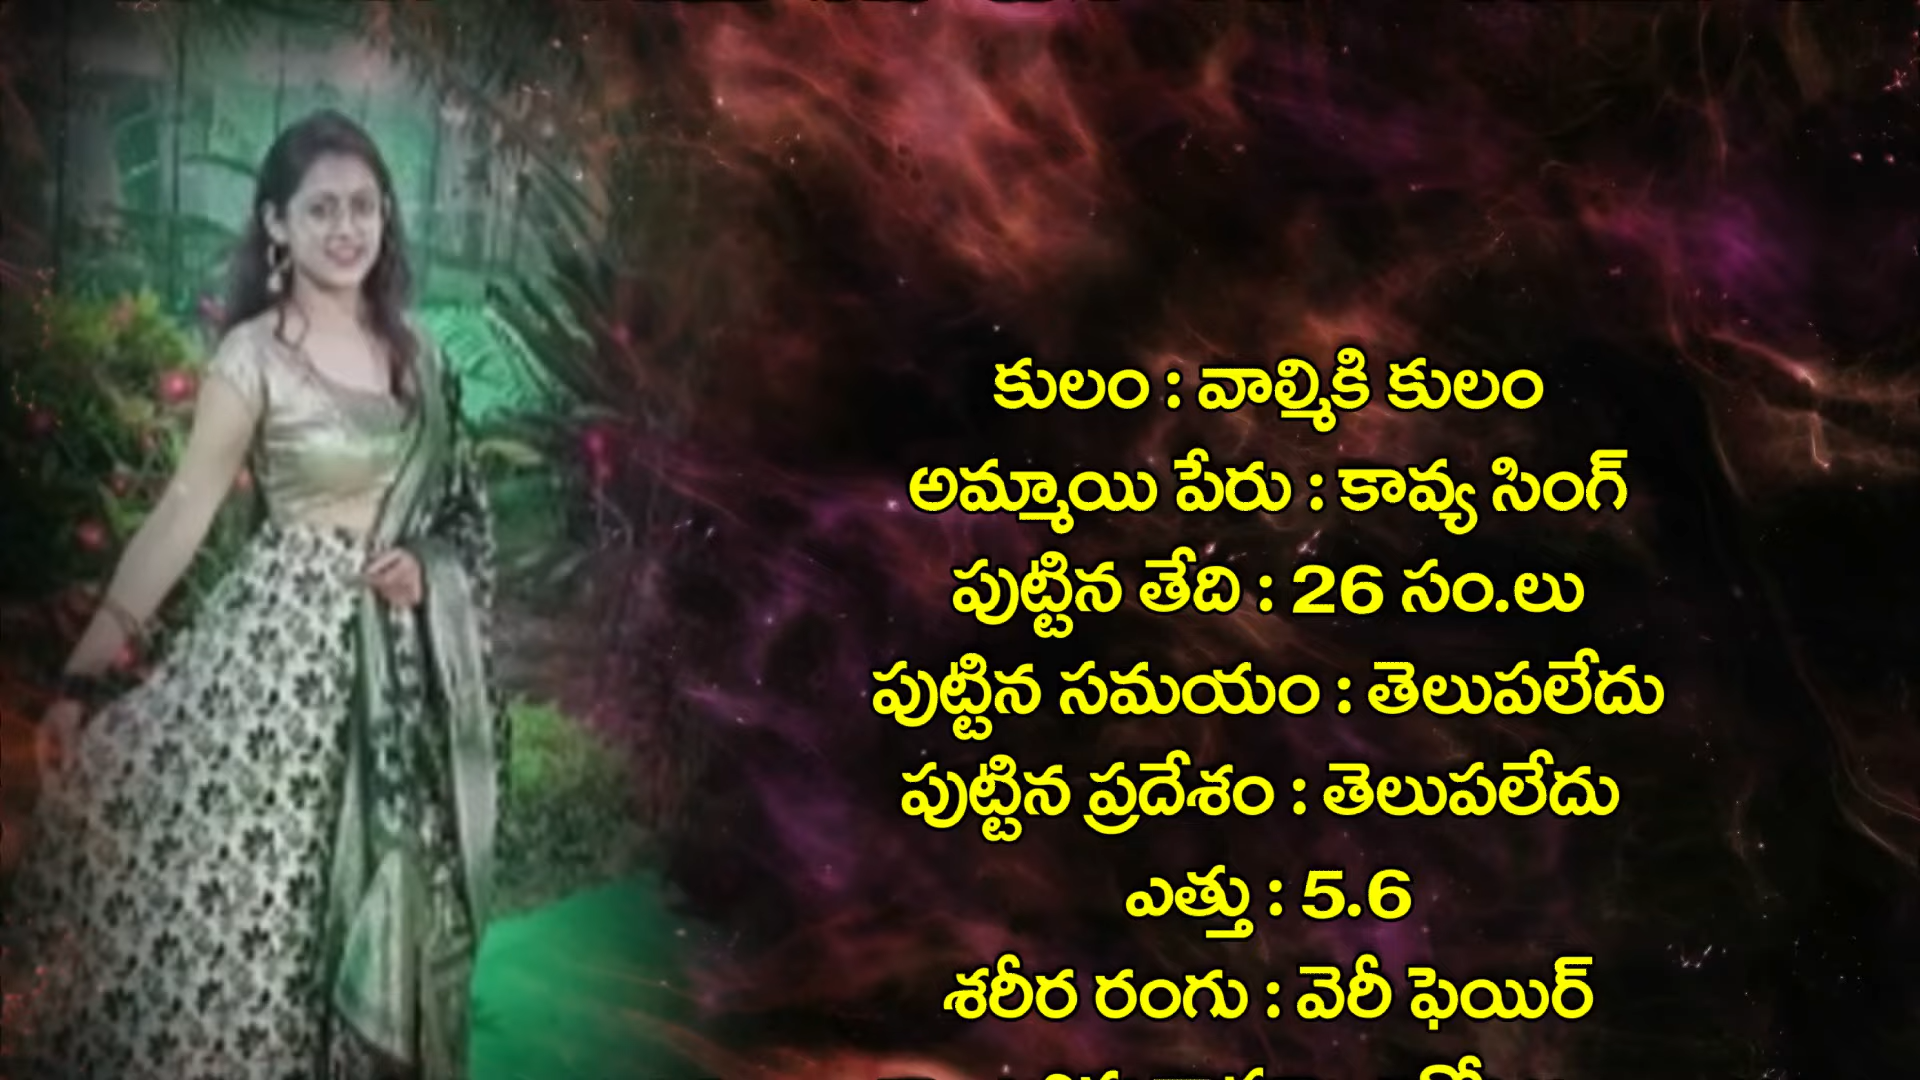 కులం : వాల్మికి కులం
అమ్మాయి పేరు : కావ్య సింగ్
పుట్టిన తేది : 26 సం.లు
పుట్టిన సమయం : తెలుపలేదు
పుట్టిన ప్రదేశం : తెలుపలేదు
ఎత్తు : 5.6
శరీర రంగు : వెరీ ఫెయిర్